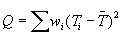 Q = ∑ wᵢ(Tᵢ − T̄)²